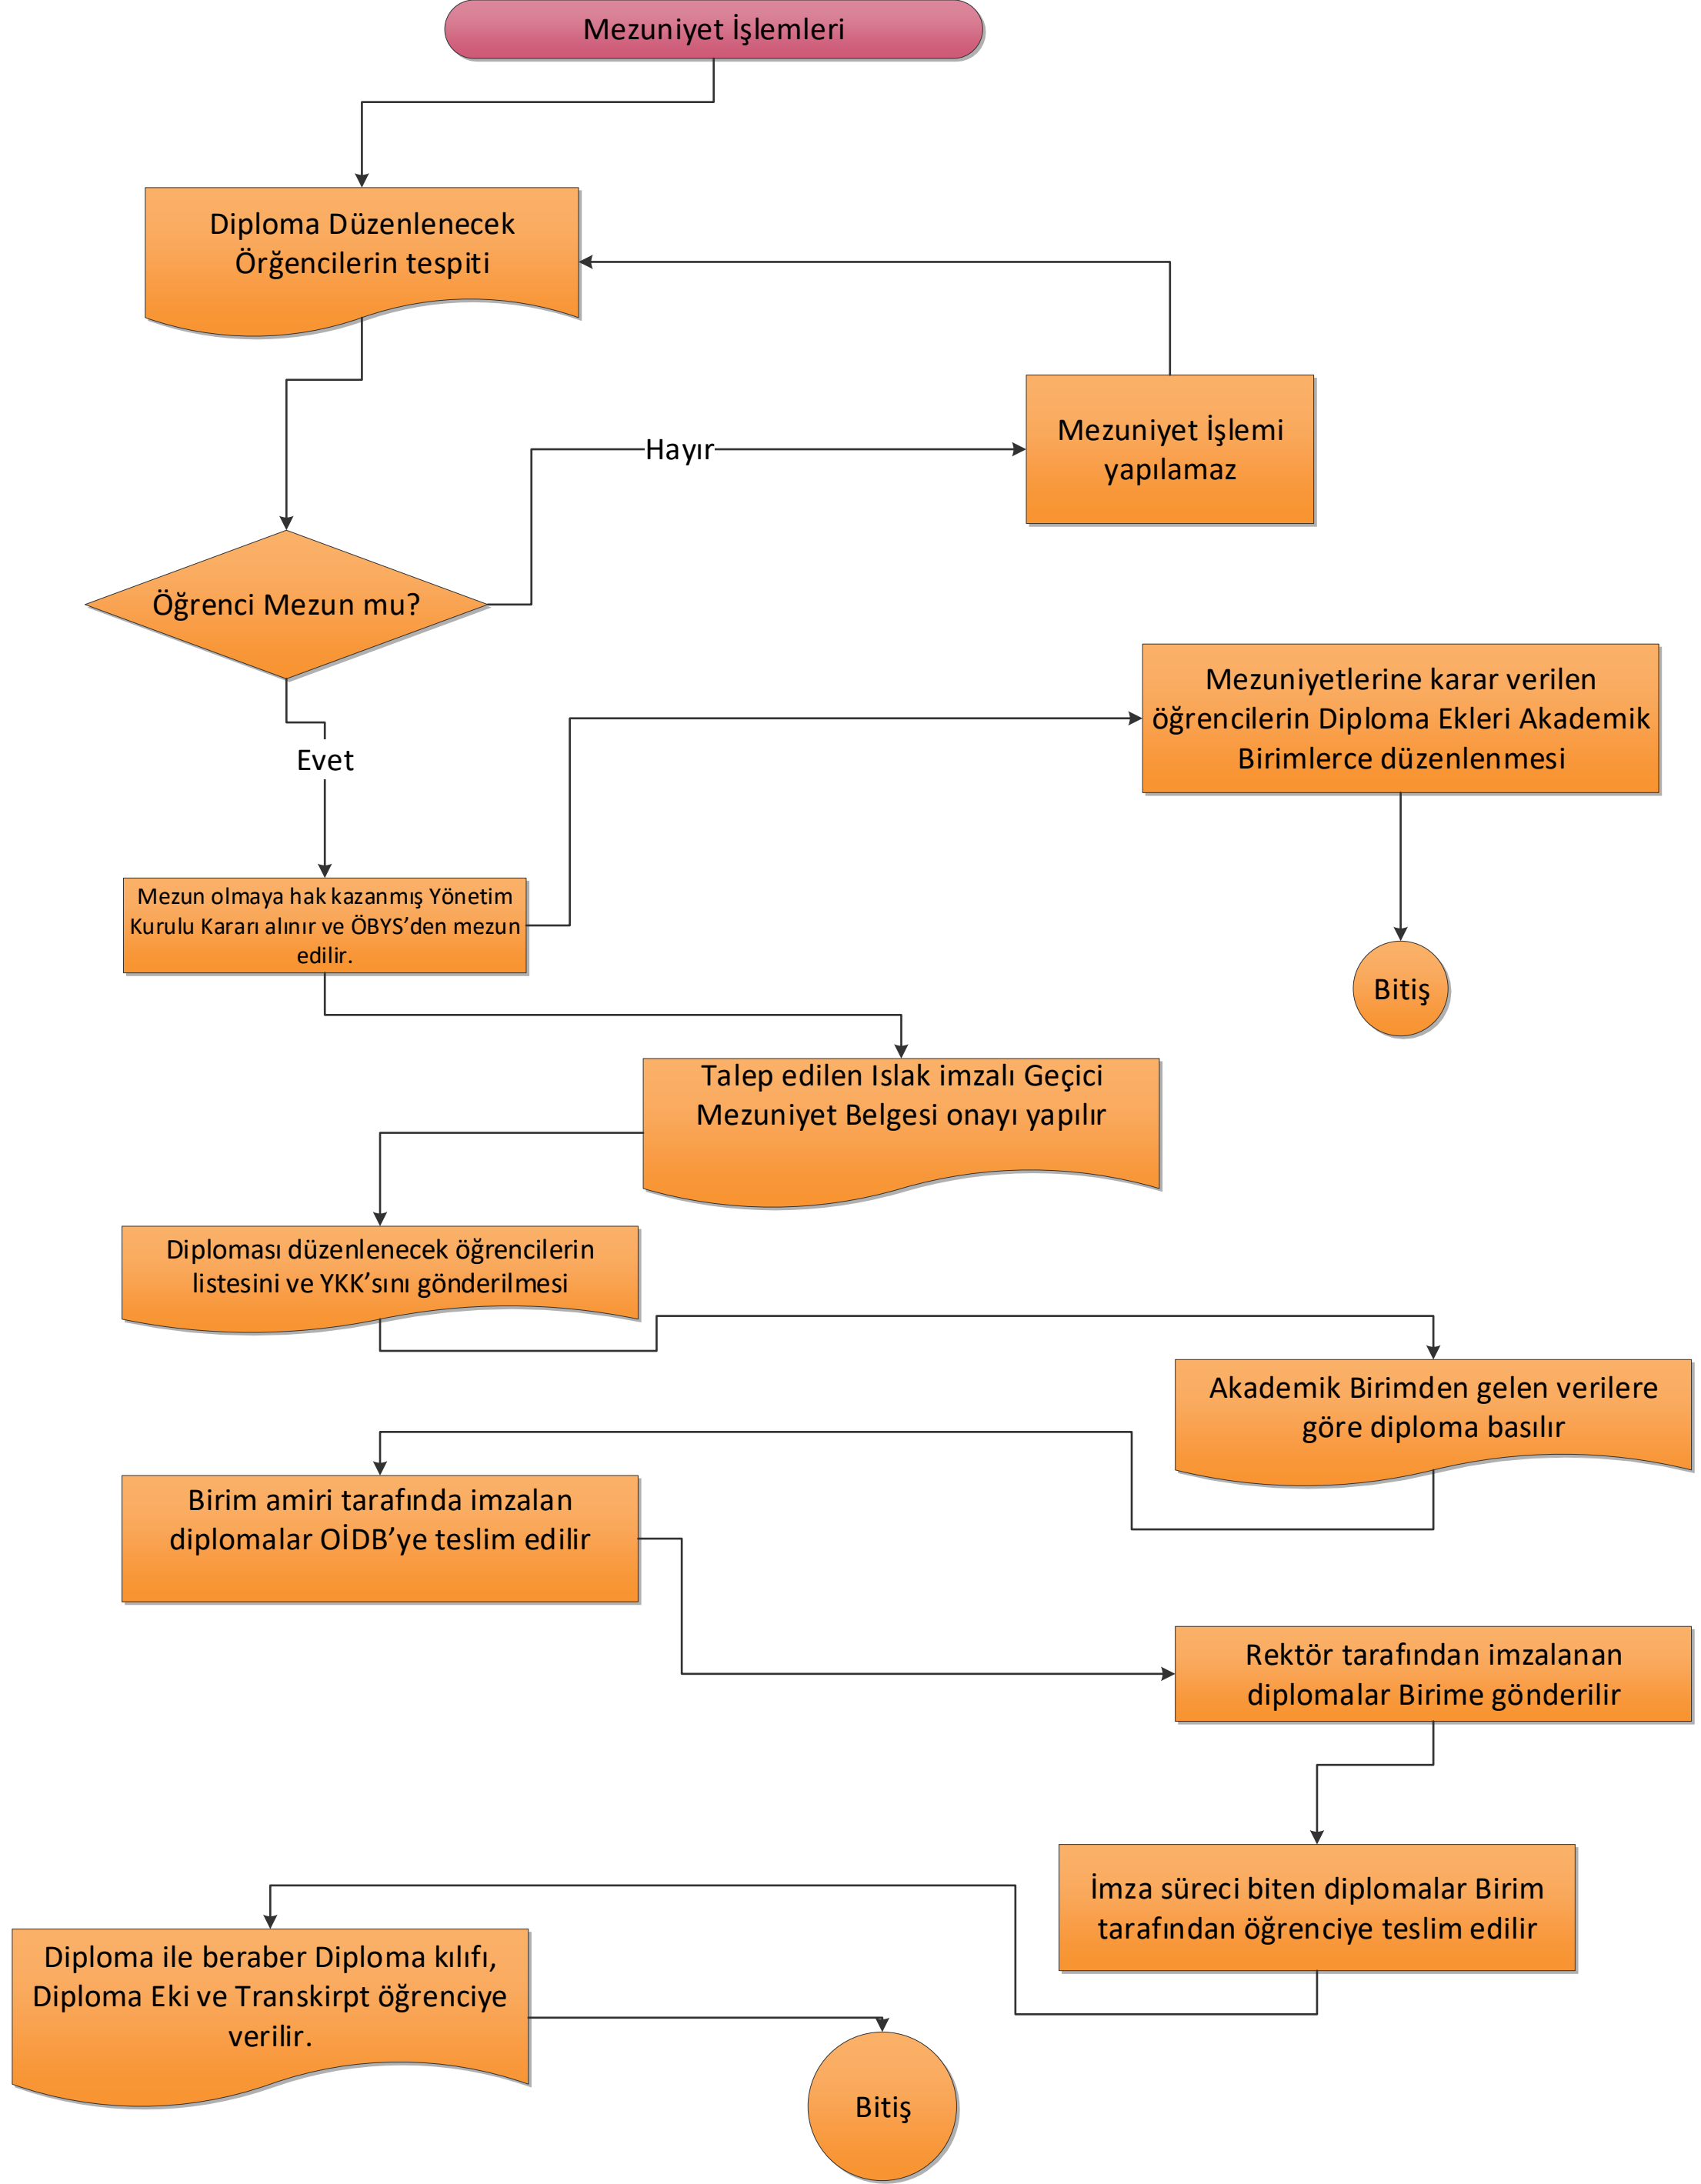 Mezuniyet İşlemleri
Diploma Düzenlenecek
Örğencilerin tespiti
Mezuniyet İşlemi
yapılamaz
Hayır
Öğrenci Mezun mu?
Mezuniyetlerine karar verilen
öğrencilerin Diploma Ekleri Akademik
Birimlerce düzenlenmesi
Evet
Mezun olmaya hak kazanmış Yönetim
Kurulu Kararı alınır ve ÖBYS’den mezun
edilir.
Bitiş
Talep edilen Islak imzalı Geçici
Mezuniyet Belgesi onayı yapılır
Diploması düzenlenecek öğrencilerin
listesini ve YKK’sını gönderilmesi
Akademik Birimden gelen verilere
göre diploma basılır
Birim amiri tarafında imzalan
diplomalar OİDB’ye teslim edilir
Rektör tarafından imzalanan
diplomalar Birime gönderilir
İmza süreci biten diplomalar Birim
tarafından öğrenciye teslim edilir
Diploma ile beraber Diploma kılıfı,
Diploma Eki ve Transkirpt öğrenciye
verilir.
Bitiş